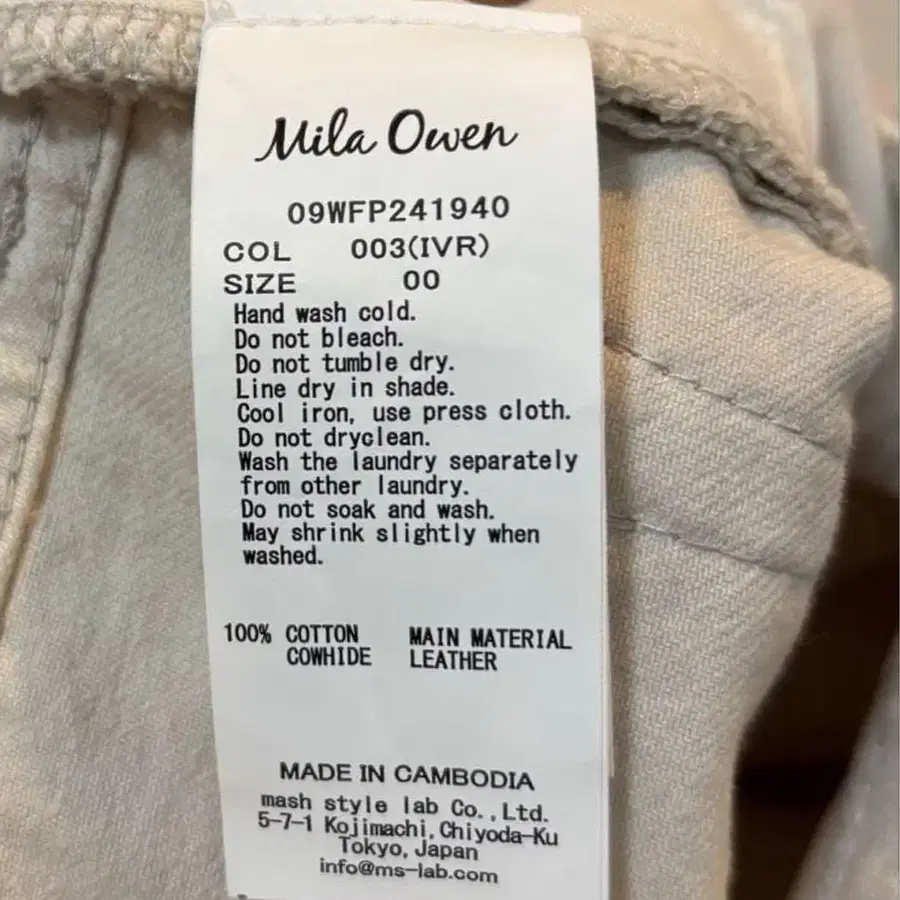 Mila Owen
09WFP241940
COL 003(IVR)
SIZE 00
Hand wash cold.
Do not bleach.
Do not tumble dry.
Line dry in shade.
Cool iron, use press cloth.
Do not dryclean.
Wash the laundry separately
from other laundry.
Do not soak and wash.
May shrink slightly when
washed.
100% COTTON MAIN MATERIAL
COWHIDE LEATHER
MADE IN CAMBODIA
mash style lab Co.,Ltd.
5-7-1 Kojimachi,Chiyoda-Ku
Tokyo,Japan
info@ms-lab.com